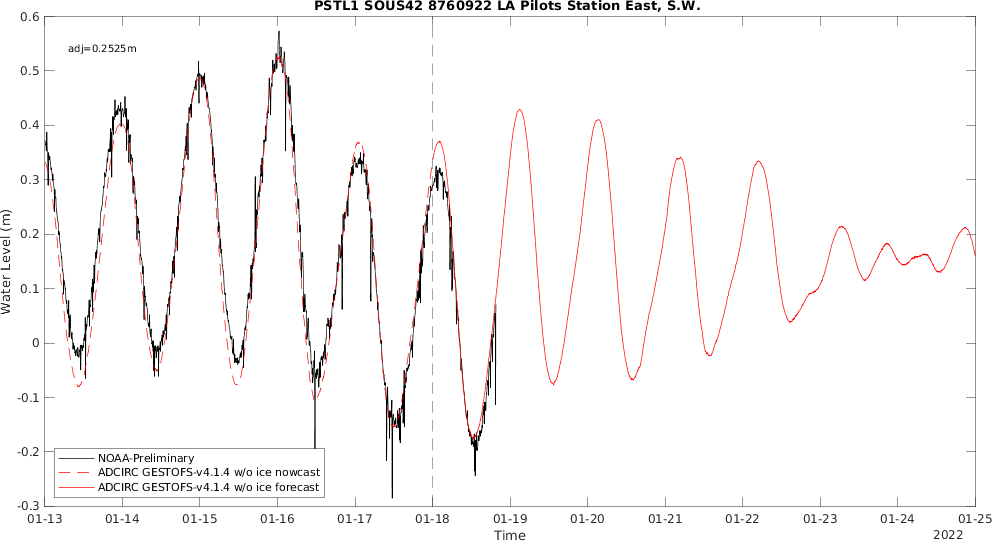 PSTL1 SOUS42 8760922 LA Pilots Station East, S.W.
adj=0.2525m
Water Level (m)
0.6
0.5
0.4
0.3
0.2
0.1
0
-0.1
-0.2
-0.3
NOAA-Preliminary
ADCIRC GESTOFS-v4.1.4 w/o ice nowcast
ADCIRC GESTOFS-v4.1.4 w/o ice forecast
01-13 01-14 01-15 01-16 01-17 01-18 01-19 01-20 01-21 01-22 01-23 01-24 01-25
Time
2022